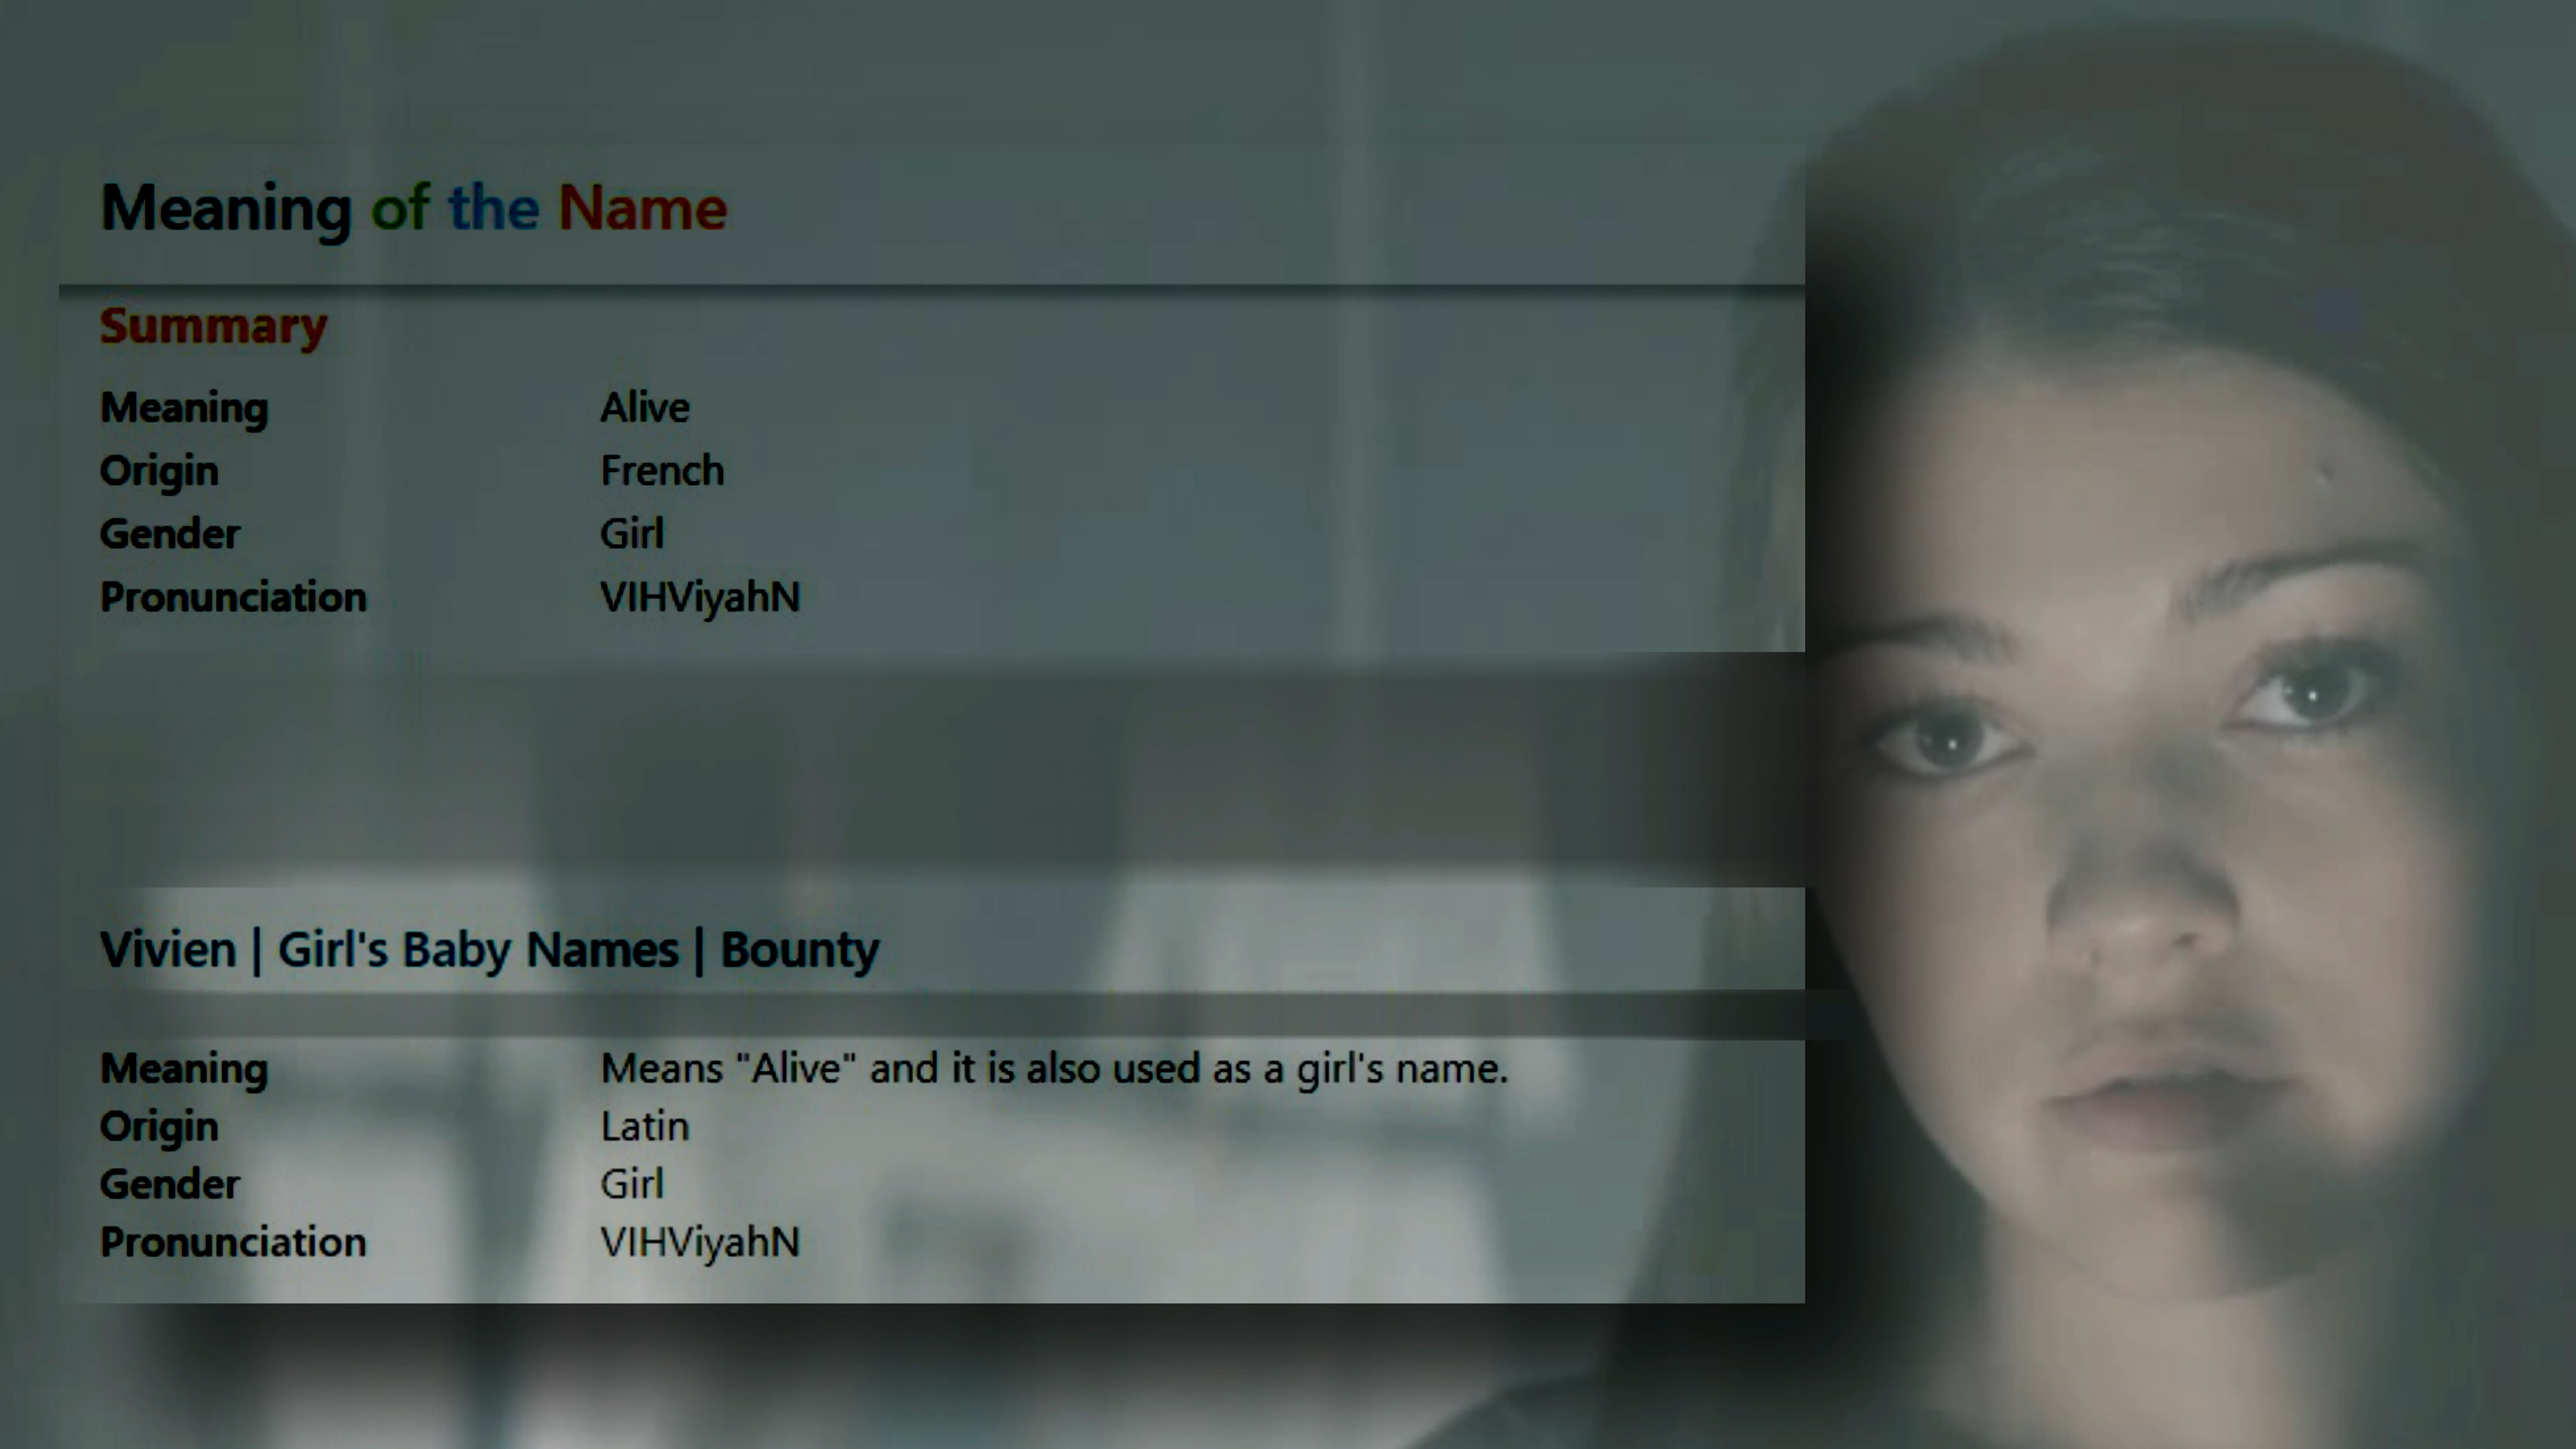 Meaning of the Name
Summary
Meaning Alive
Origin French
Gender Girl
Pronunciation VIHViyahN
Vivien | Girl's Baby Names | Bounty
Meaning Means "Alive" and it is also used as a girl's name.
Origin Latin
Gender Girl
Pronunciation VIHViyahN